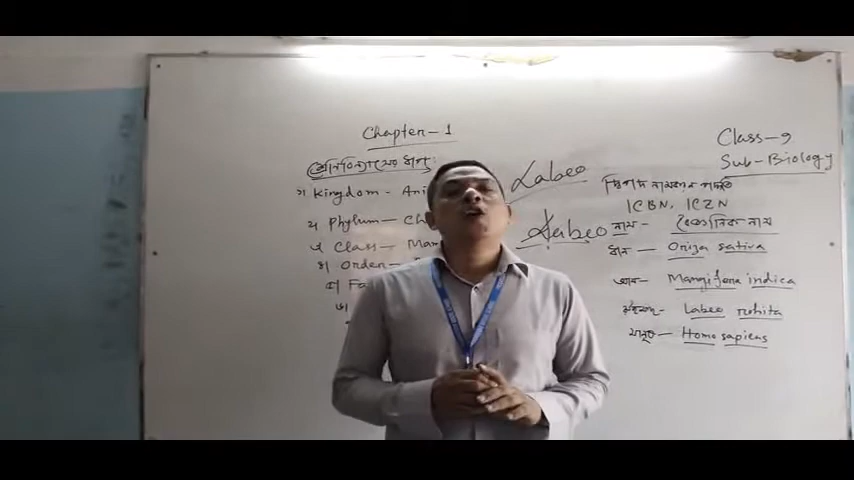 Chapter-1
শ্রেণিবিন্যাসের ধাপ:
১। Kingdom - Ani
২। Phylum - Ch
৩। Class - Mam
৪। Order -
৫। Fa
৬।
Labeo
Labeo
Class-9
Sub-Biology
দ্বিপদ নামকরণ পদ্ধতি
ICBN, ICZN
নাম - বৈজ্ঞানিক নাম
ধান - Oriza sativa
আম - Mangifera indica
Labeo rohita
মানুষ - Homo sapiens